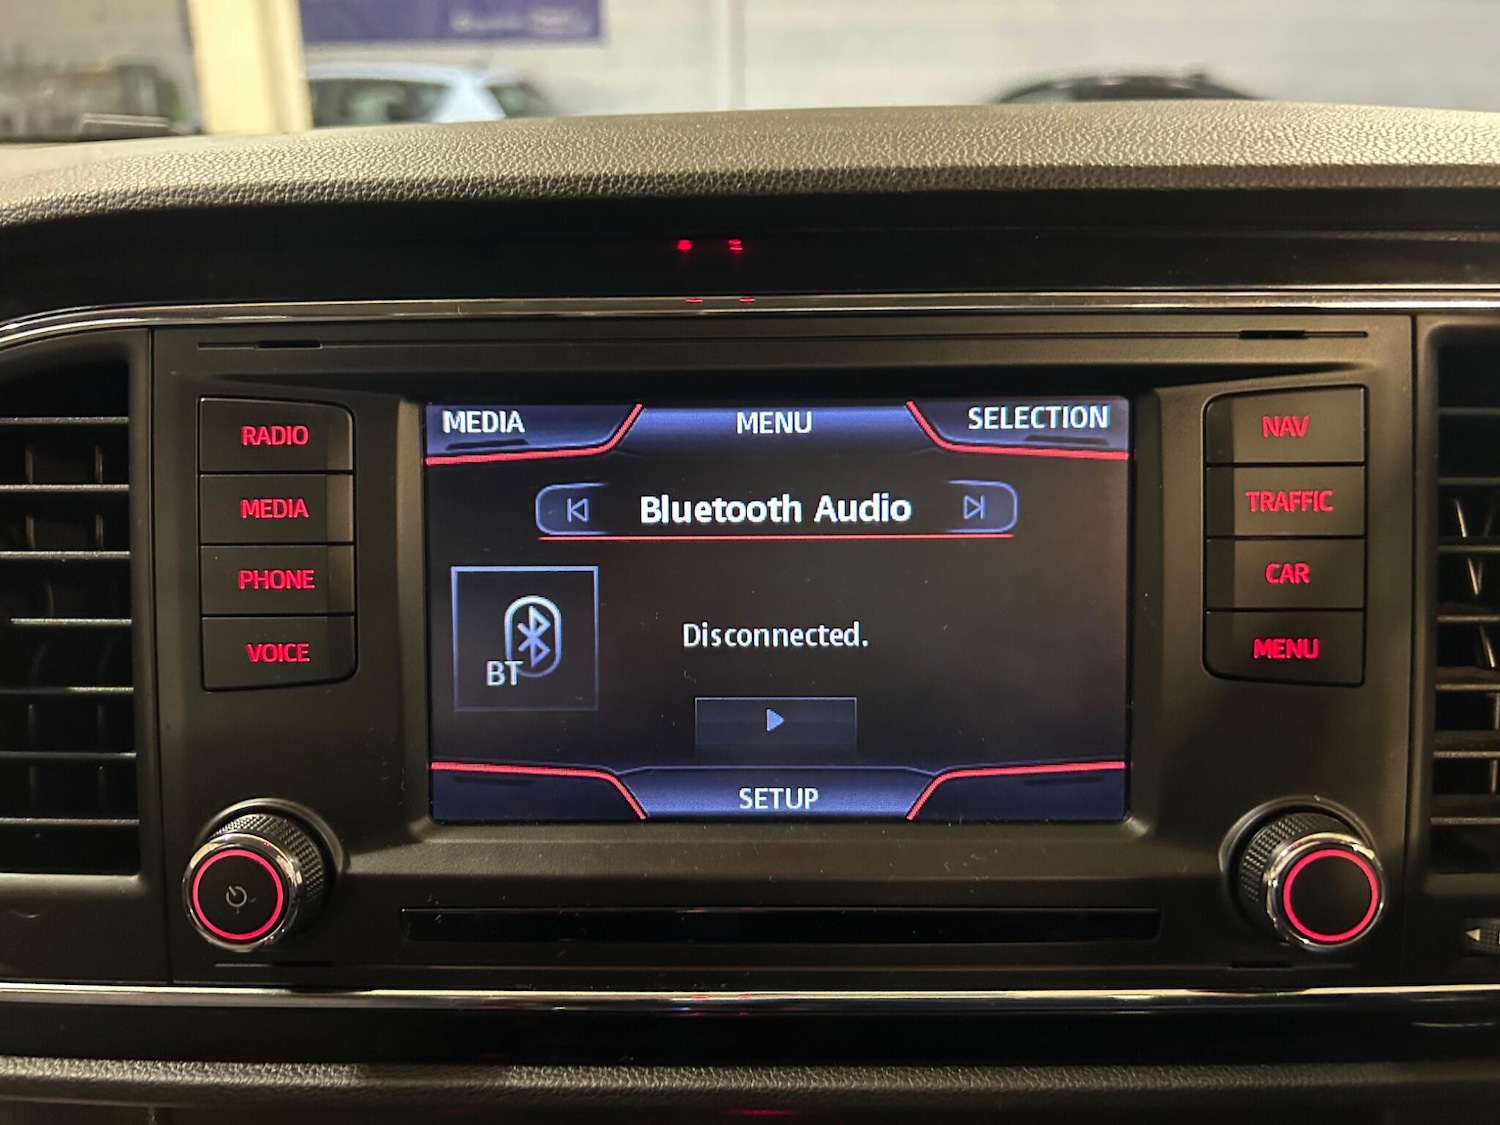 RADIO
MEDIA
PHONE
VOICE
MEDIA
MENU
SELECTION
Bluetooth Audio
BT
Disconnected.
SETUP
NAV
TRAFFIC
CAR
MENU